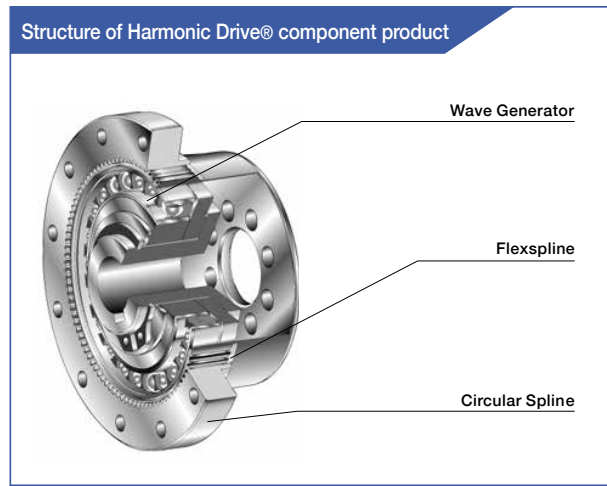 Structure of Harmonic Drive® component product
Wave Generator
Flexspline
Circular Spline